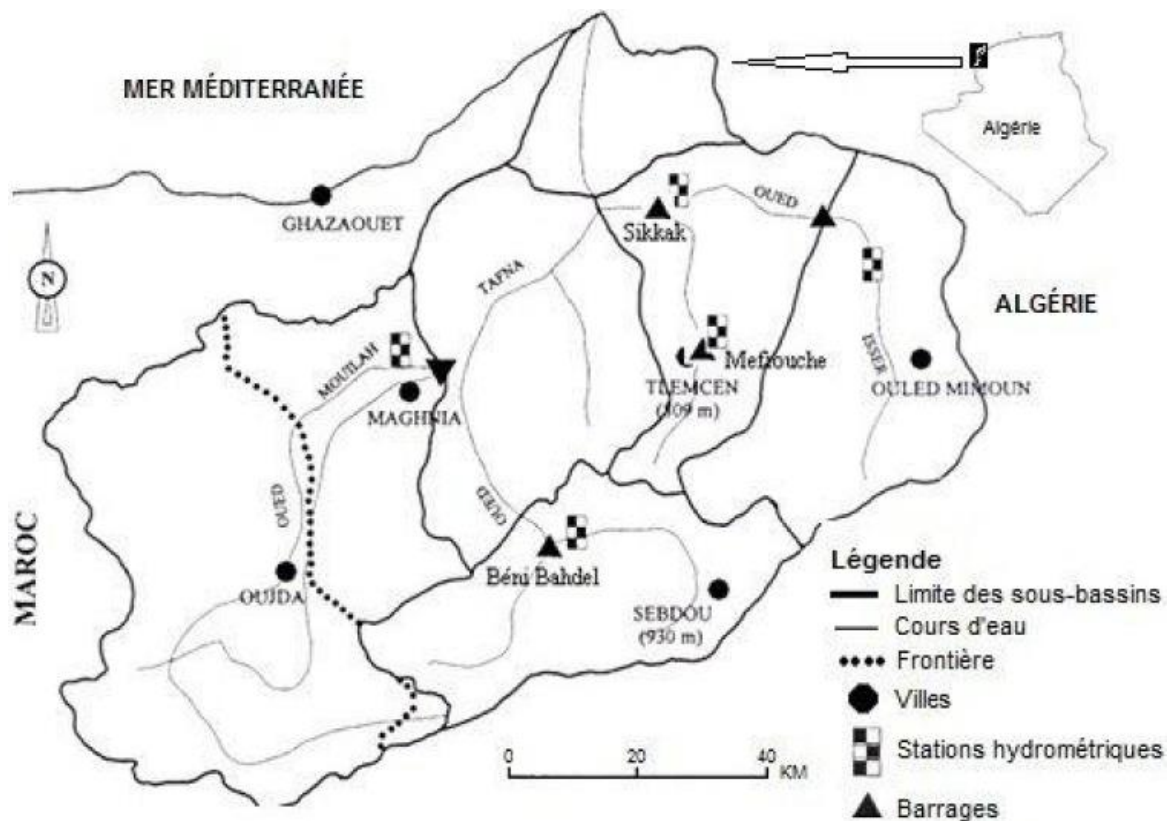 MER MÉDITERRANÉE
Algérie
GHAZAOUET
N
OUED
Sikkak
TAFNA
ALGÉRIE
MOUILAH
MAGHNIA
Mefrouche
TLEMCEN
ISSER
OULED MIMOUN
OUED
OUED
MAROC
OUJDA
Béni Bahdel
SEBDOU
(930 m)
Légende
Limite des sous-bassins
Cours d'eau
Frontière
Villes
Stations hydrométriques
Barrages
0 20 40
KM